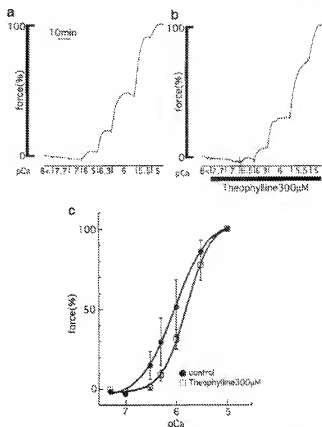 a
b
100
100
10min
force(%)
force(%)
0
0
pCa
pCa
Theophylline300μM
c
100
force(%)
50
0
control
Theophylline300μM
7
6
5
pCa